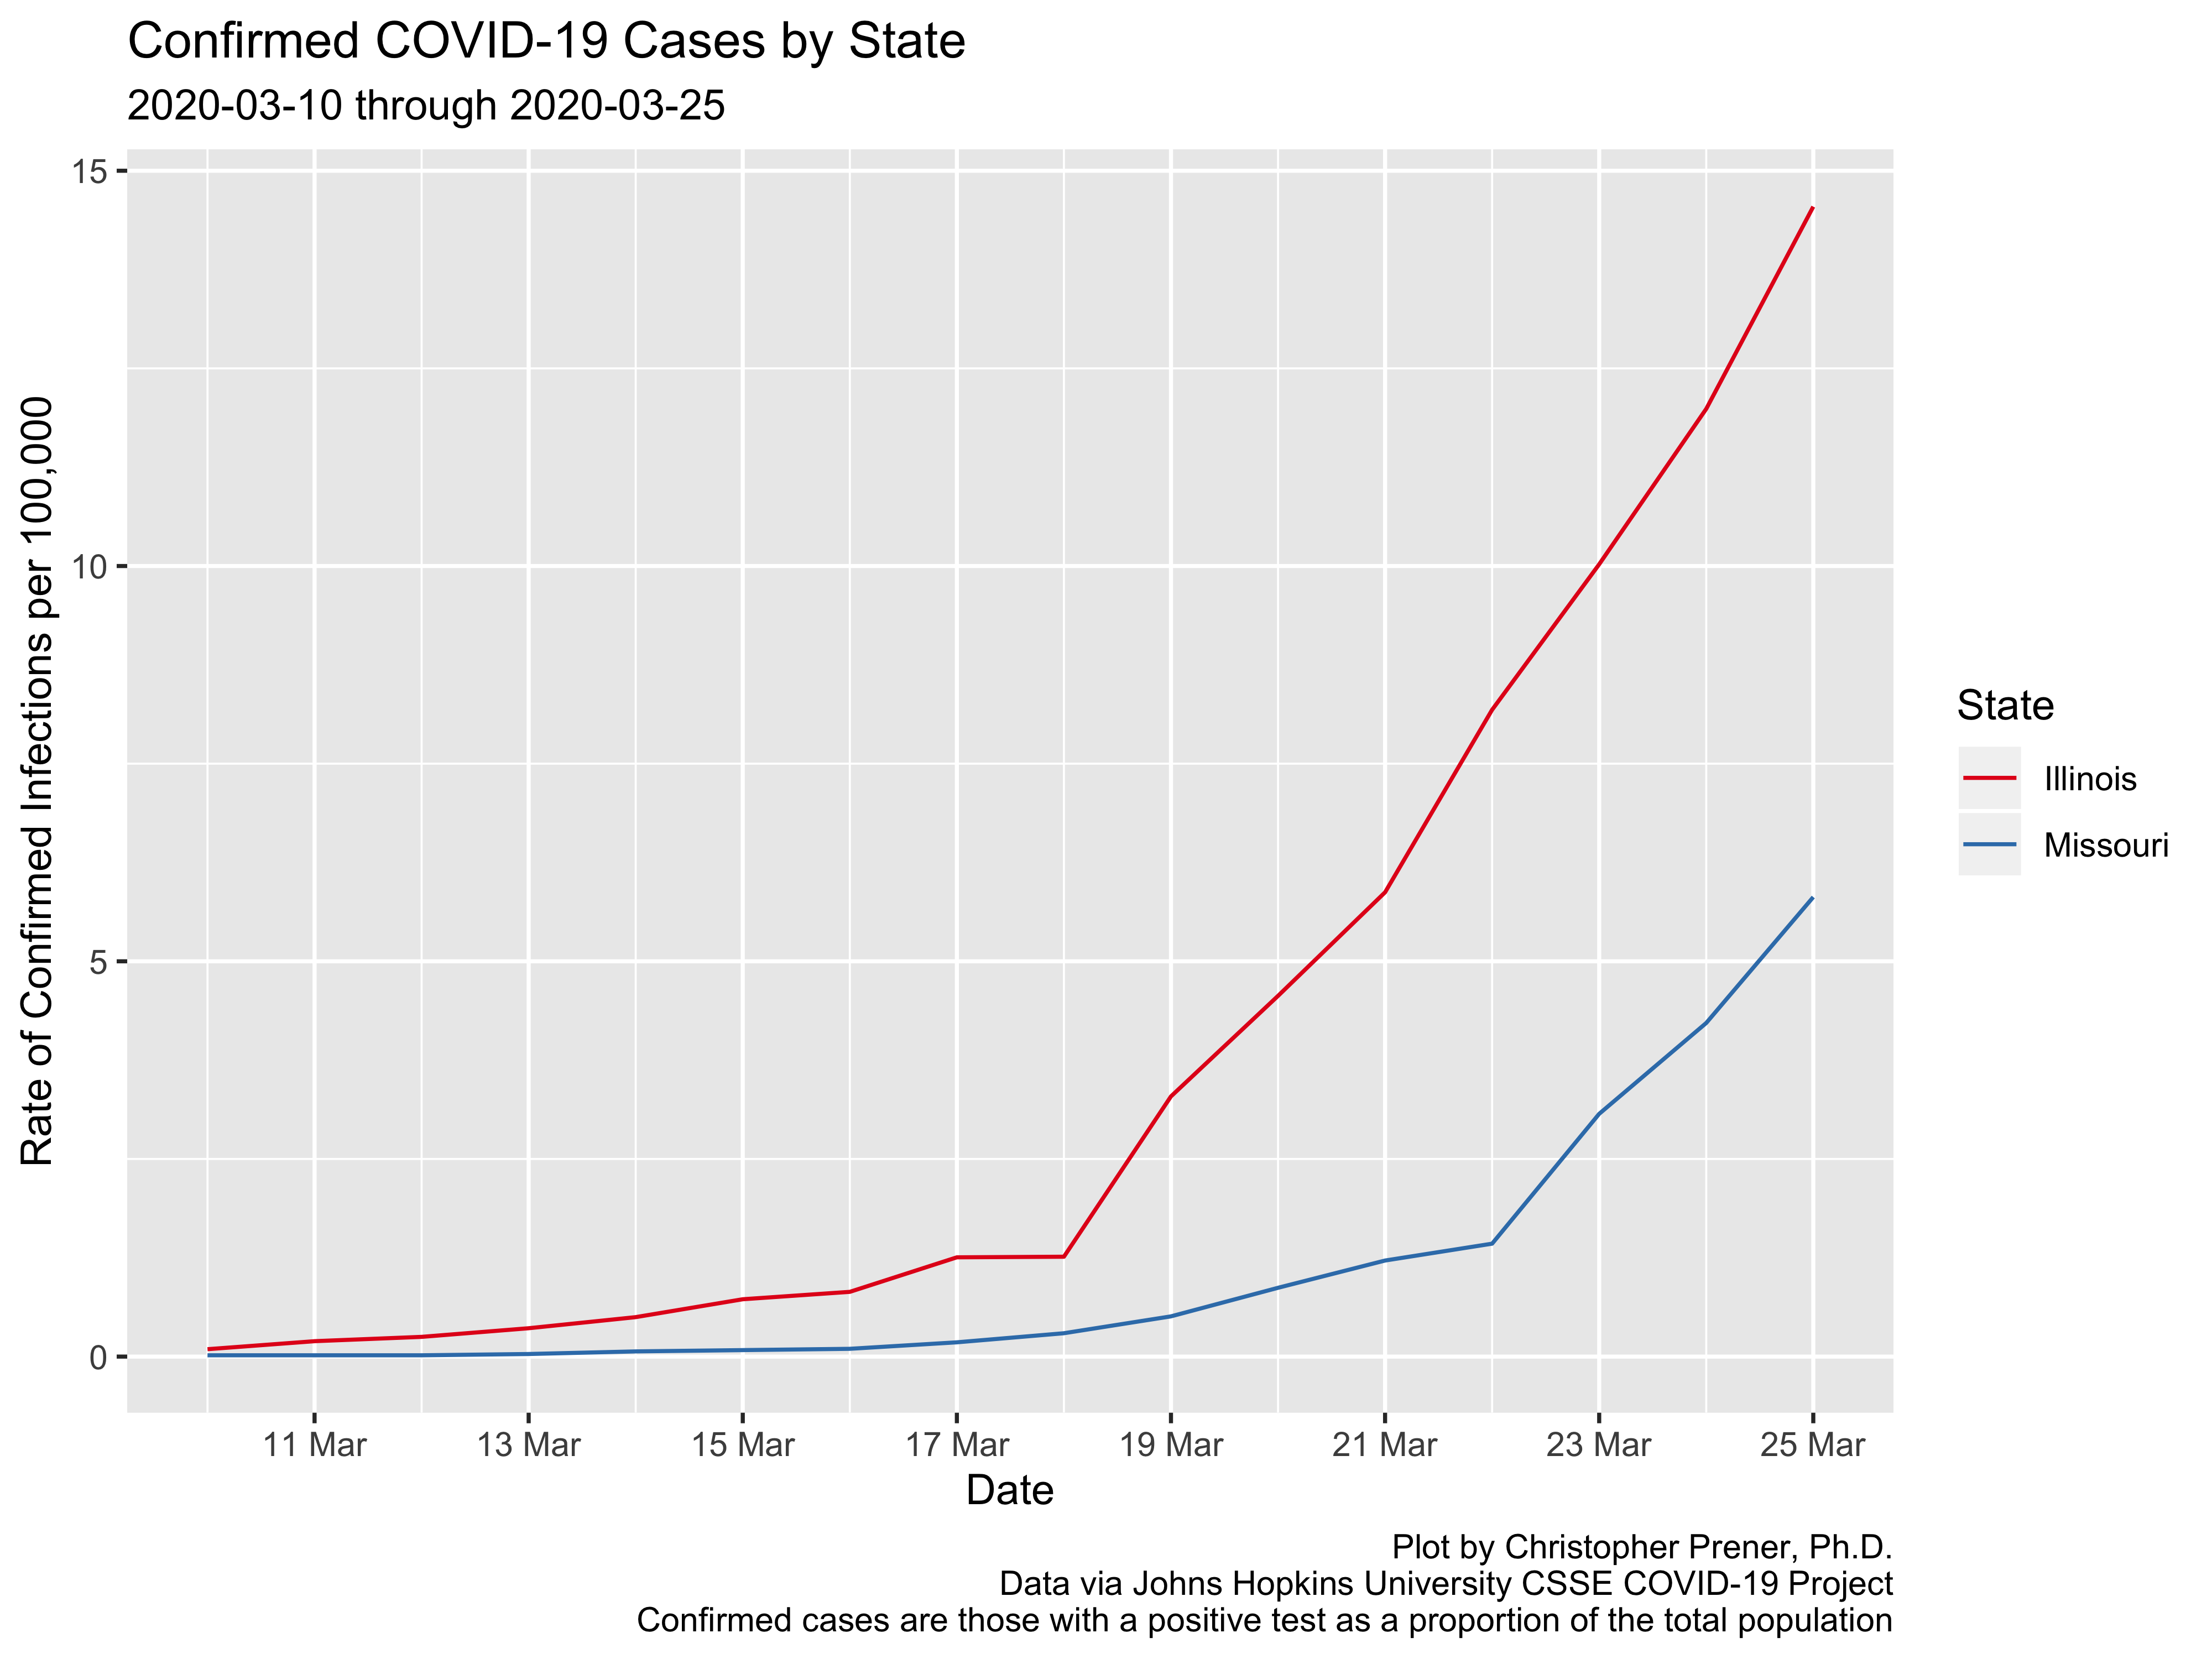 Confirmed COVID-19 Cases by State
2020-03-10 through 2020-03-25
Rate of Confirmed Infections per 100,000
15
10
5
0
11 Mar
13 Mar
15 Mar
17 Mar
19 Mar
21 Mar
23 Mar
25 Mar
Date
State
Illinois
Missouri
Plot by Christopher Prener, Ph.D.
Data via Johns Hopkins University CSSE COVID-19 Project
Confirmed cases are those with a positive test as a proportion of the total population